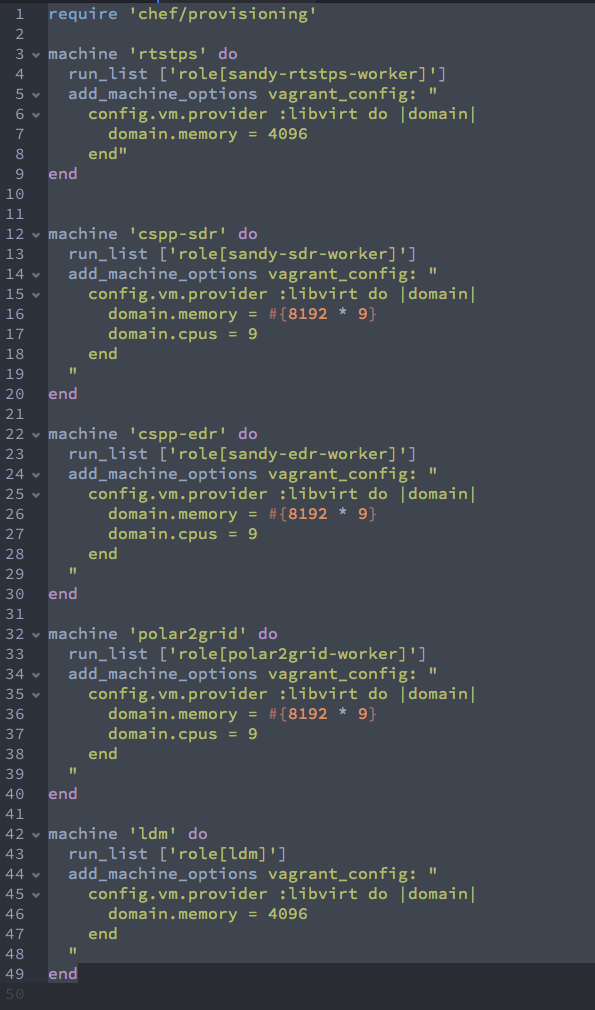 1 require 'chef/provisioning'
2
3 machine 'rtstps' do
4   run_list ['role[sandy-rtstps-worker]']
5   add_machine_options vagrant_config: "
6     config.vm.provider :libvirt do |domain|
7       domain.memory = 4096
8     end"
9 end
10
11
12 machine 'cspp-sdr' do
13   run_list ['role[sandy-sdr-worker]']
14   add_machine_options vagrant_config: "
15     config.vm.provider :libvirt do |domain|
16       domain.memory = #{8192 * 9}
17       domain.cpus = 9
18     end
19   "
20 end
21
22 machine 'cspp-edr' do
23   run_list ['role[sandy-edr-worker]']
24   add_machine_options vagrant_config: "
25     config.vm.provider :libvirt do |domain|
26       domain.memory = #{8192 * 9}
27       domain.cpus = 9
28     end
29   "
30 end
31
32 machine 'polar2grid' do
33   run_list ['role[polar2grid-worker]']
34   add_machine_options vagrant_config: "
35     config.vm.provider :libvirt do |domain|
36       domain.memory = #{8192 * 9}
37       domain.cpus = 9
38     end
39   "
40 end
41
42 machine 'ldm' do
43   run_list ['role[ldm]']
44   add_machine_options vagrant_config: "
45     config.vm.provider :libvirt do |domain|
46       domain.memory = 4096
47     end
48   "
49 end
50